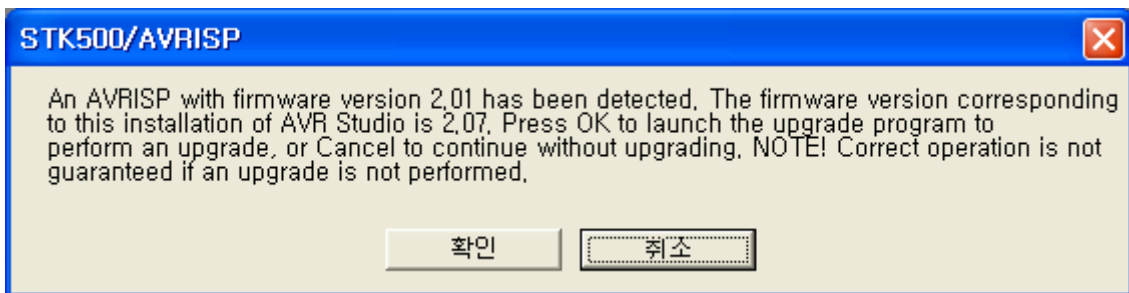 STK500/AVRISP
An AVRISP with firmware version 2.01 has been detected. The firmware version corresponding
to this installation of AVR Studio is 2.07. Press OK to launch the upgrade program to
perform an upgrade, or Cancel to continue without upgrading. NOTE! Correct operation is not
guaranteed if an upgrade is not performed.
확인 취소